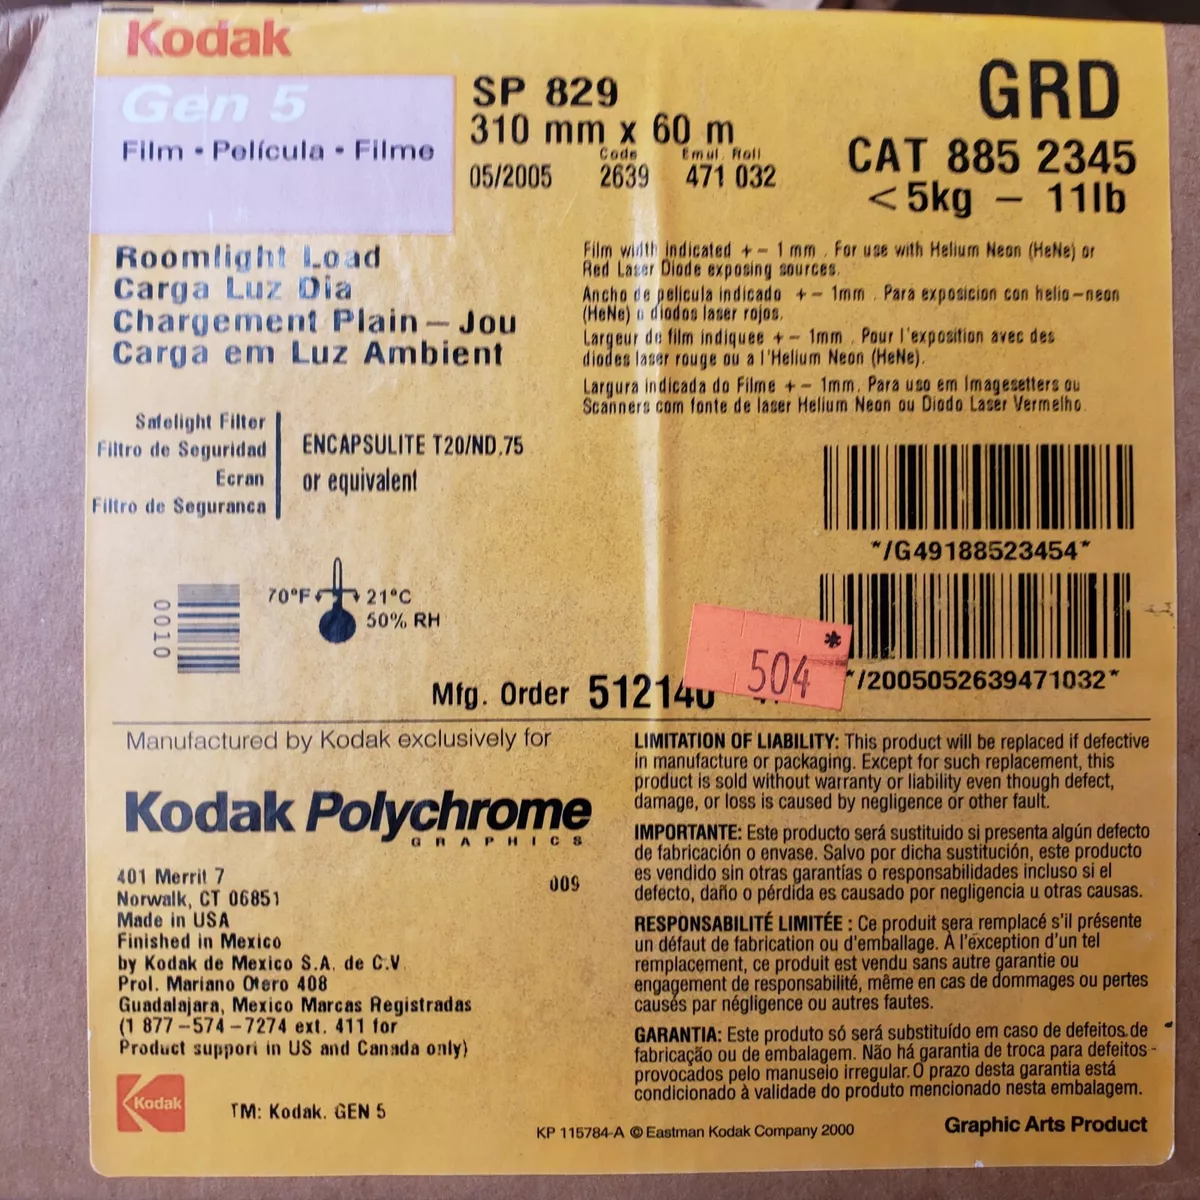 Kodak
Gen 5
Film • Película • Filme
SP 829
310 mm x 60 m
Code Emul. Roll
05/2005 2639 471 032
GRD
CAT 885 2345
<5kg – 11lb
Roomlight Load
Carga Luz Dia
Chargement Plain – Jou
Carga em Luz Ambient
Film width indicated + – 1 mm . For use with Helium Neon (HeNe) or
Red Laser Diode exposing sources.
Ancho de pelicula indicado + – 1mm . Para exposicion con helio–neon
(HeNe) o diodos laser rojos.
Largeur de film indiquee + – 1mm . Pour l'exposition avec des
diodes laser rouge ou a l'Helium Neon (HeNe).
Largura indicada do Filme + – 1mm. Para uso em Imagesetters ou
Scanners com fonte de laser Helium Neon ou Diodo Laser Vermelho
Safelight Filter
Filtro de Seguridad
Ecran
Filtro de Seguranca
ENCAPSULITE T20/ND.75
or equivalent
*/G49188523454*
0010
70°F 21°C
50% RH
*
504
*/2005052639471032*
Mfg. Order 512140
Manufactured by Kodak exclusively for
Kodak Polychrome
GRAPHICS
401 Merrit 7
009
Norwalk, CT 06851
Made in USA
Finished in Mexico
by Kodak de Mexico S.A. de C.V.
Prol. Mariano Otero 408
Guadalajara, Mexico Marcas Registradas
(1 877–574–7274 ext. 411 for
Product support in US and Canada only)
Kodak
TM: Kodak. GEN 5
LIMITATION OF LIABILITY: This product will be replaced if defective
in manufacture or packaging. Except for such replacement, this
product is sold without warranty or liability even though defect,
damage, or loss is caused by negligence or other fault.
IMPORTANTE: Este producto será sustituido si presenta algún defecto
de fabricación o envase. Salvo por dicha sustitución, este producto
es vendido sin otras garantías o responsabilidades incluso si el
defecto, daño o pérdida es causado por negligencia u otras causas.
RESPONSABILITÉ LIMITÉE : Ce produit sera remplacé s'il présente
un défaut de fabrication ou d'emballage. À l'éxception d'un tel
remplacement, ce produit est vendu sans autre garantie ou
engagement de responsabilité, même en cas de dommages ou pertes
causés par négligence ou autres fautes.
GARANTIA: Este produto só será substituído em caso de defeitos de
fabricação ou de embalagem. Não há garantia de troca para defeitos
provocados pelo manuseio irregular. O prazo desta garantia está
condicionado à validade do produto mencionado nesta embalagem.
KP 115784-A © Eastman Kodak Company 2000
Graphic Arts Product